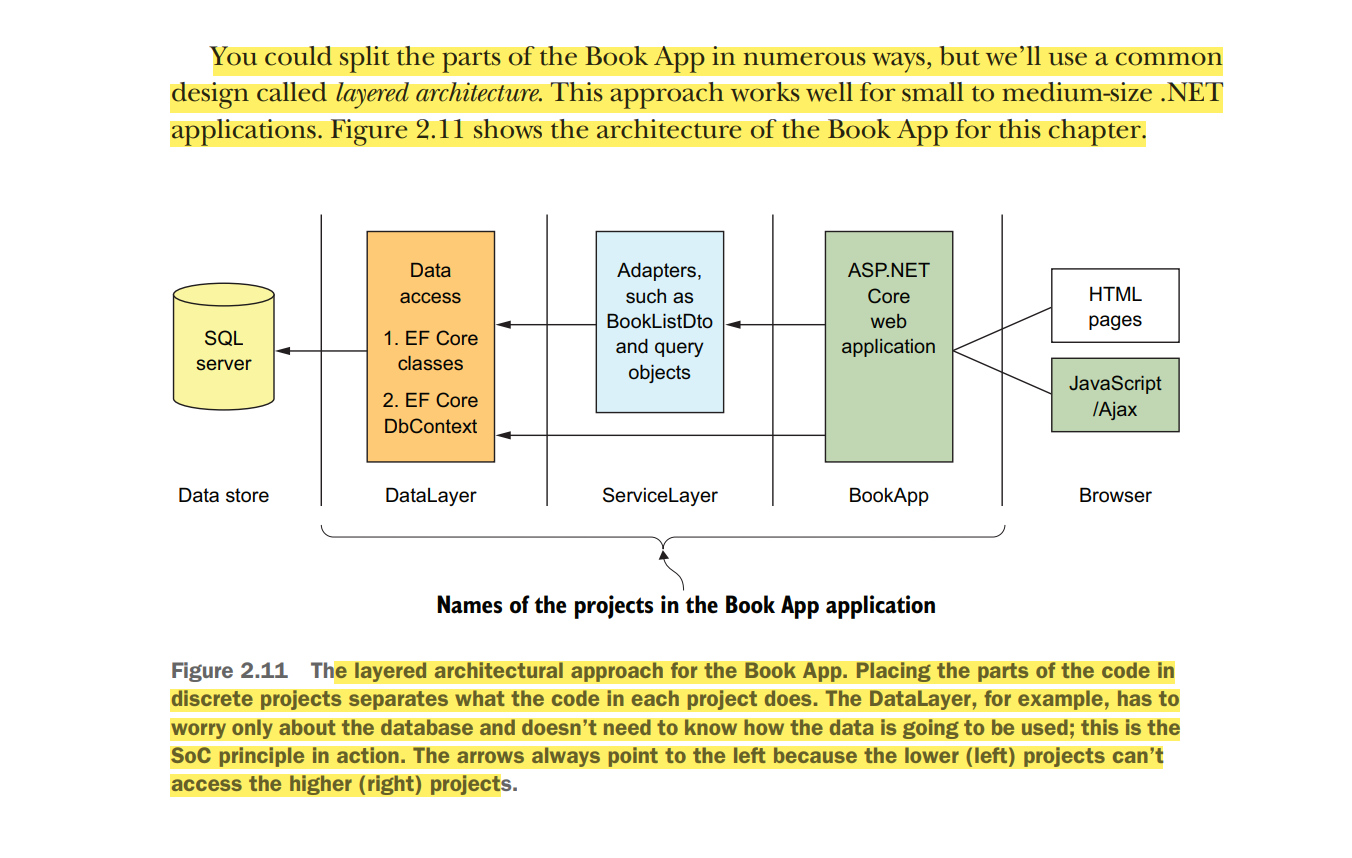 You could split the parts of the Book App in numerous ways, but we’ll use a common
design called layered architecture. This approach works well for small to medium-size .NET
applications. Figure 2.11 shows the architecture of the Book App for this chapter.
SQL
server
Data
access
1. EF Core
classes
2. EF Core
DbContext
Adapters,
such as
BookListDto
and query
objects
ASP.NET
Core
web
application
HTML
pages
JavaScript
/Ajax
Data store
DataLayer
ServiceLayer
BookApp
Browser
Names of the projects in the Book App application
Figure 2.11 The layered architectural approach for the Book App. Placing the parts of the code in
discrete projects separates what the code in each project does. The DataLayer, for example, has to
worry only about the database and doesn’t need to know how the data is going to be used; this is the
SoC principle in action. The arrows always point to the left because the lower (left) projects can’t
access the higher (right) projects.